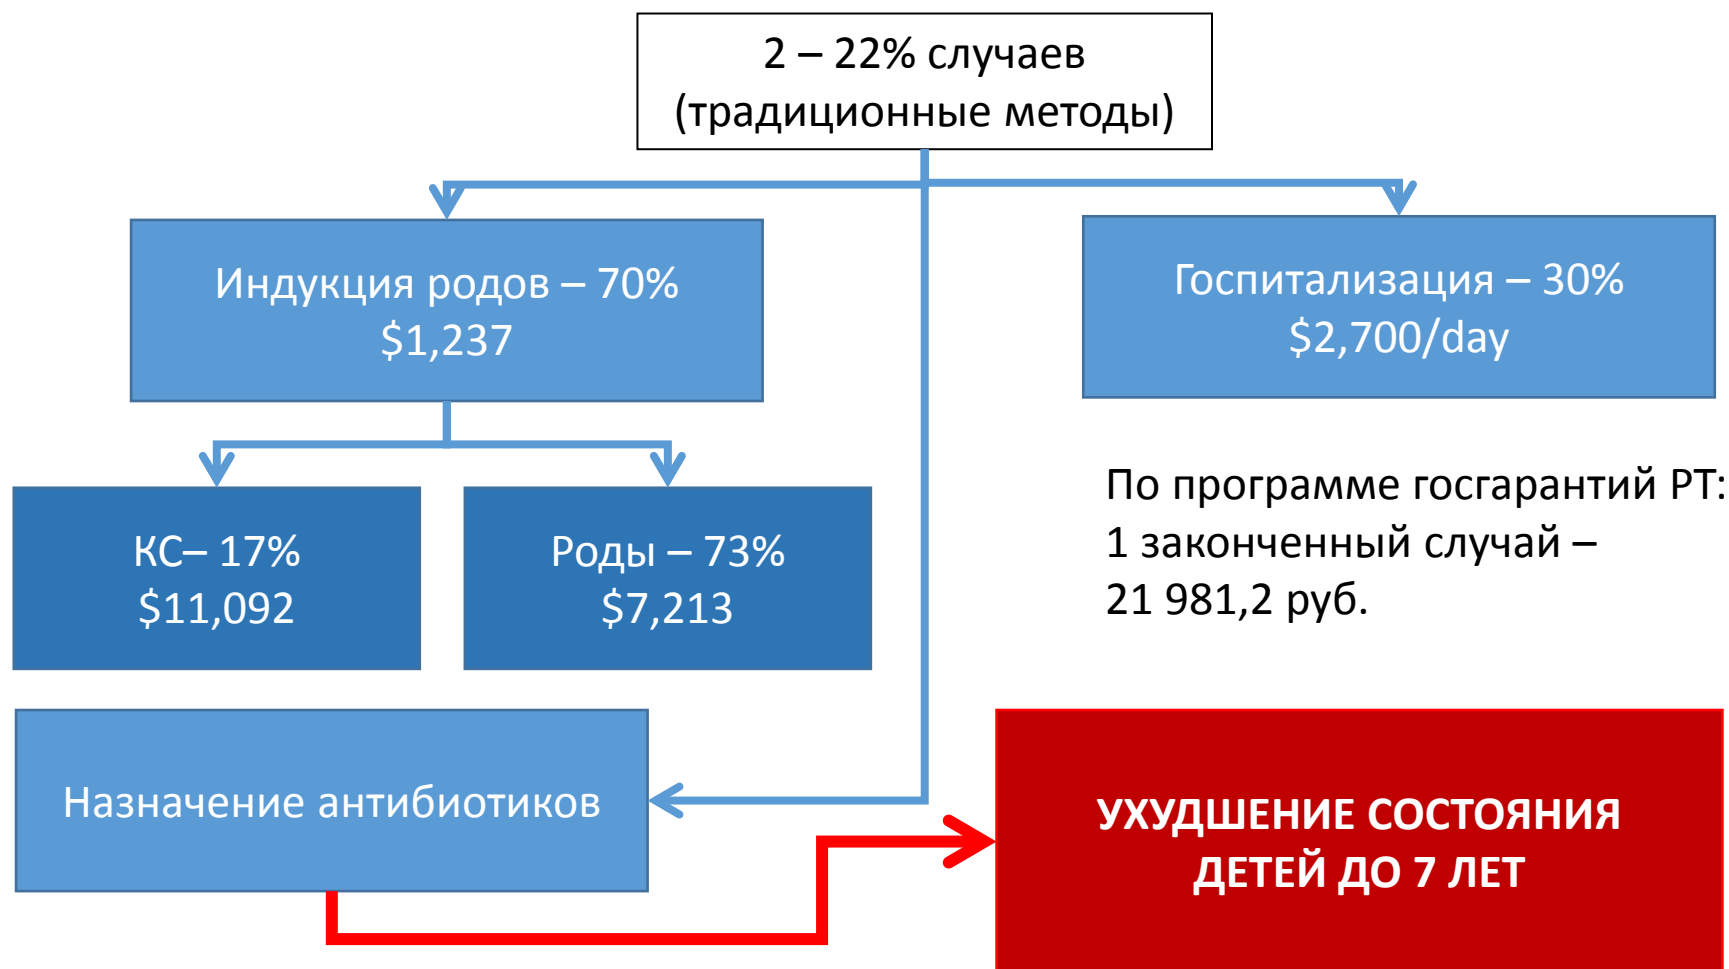 2 – 22% случаев
(традиционные методы)
Индукция родов – 70%
$1,237
Госпитализация – 30%
$2,700/day
КС– 17%
$11,092
Роды – 73%
$7,213
По программе госгарантий РТ:
1 законченный случай –
21 981,2 руб.
Назначение антибиотиков
УХУДШЕНИЕ СОСТОЯНИЯ
ДЕТЕЙ ДО 7 ЛЕТ